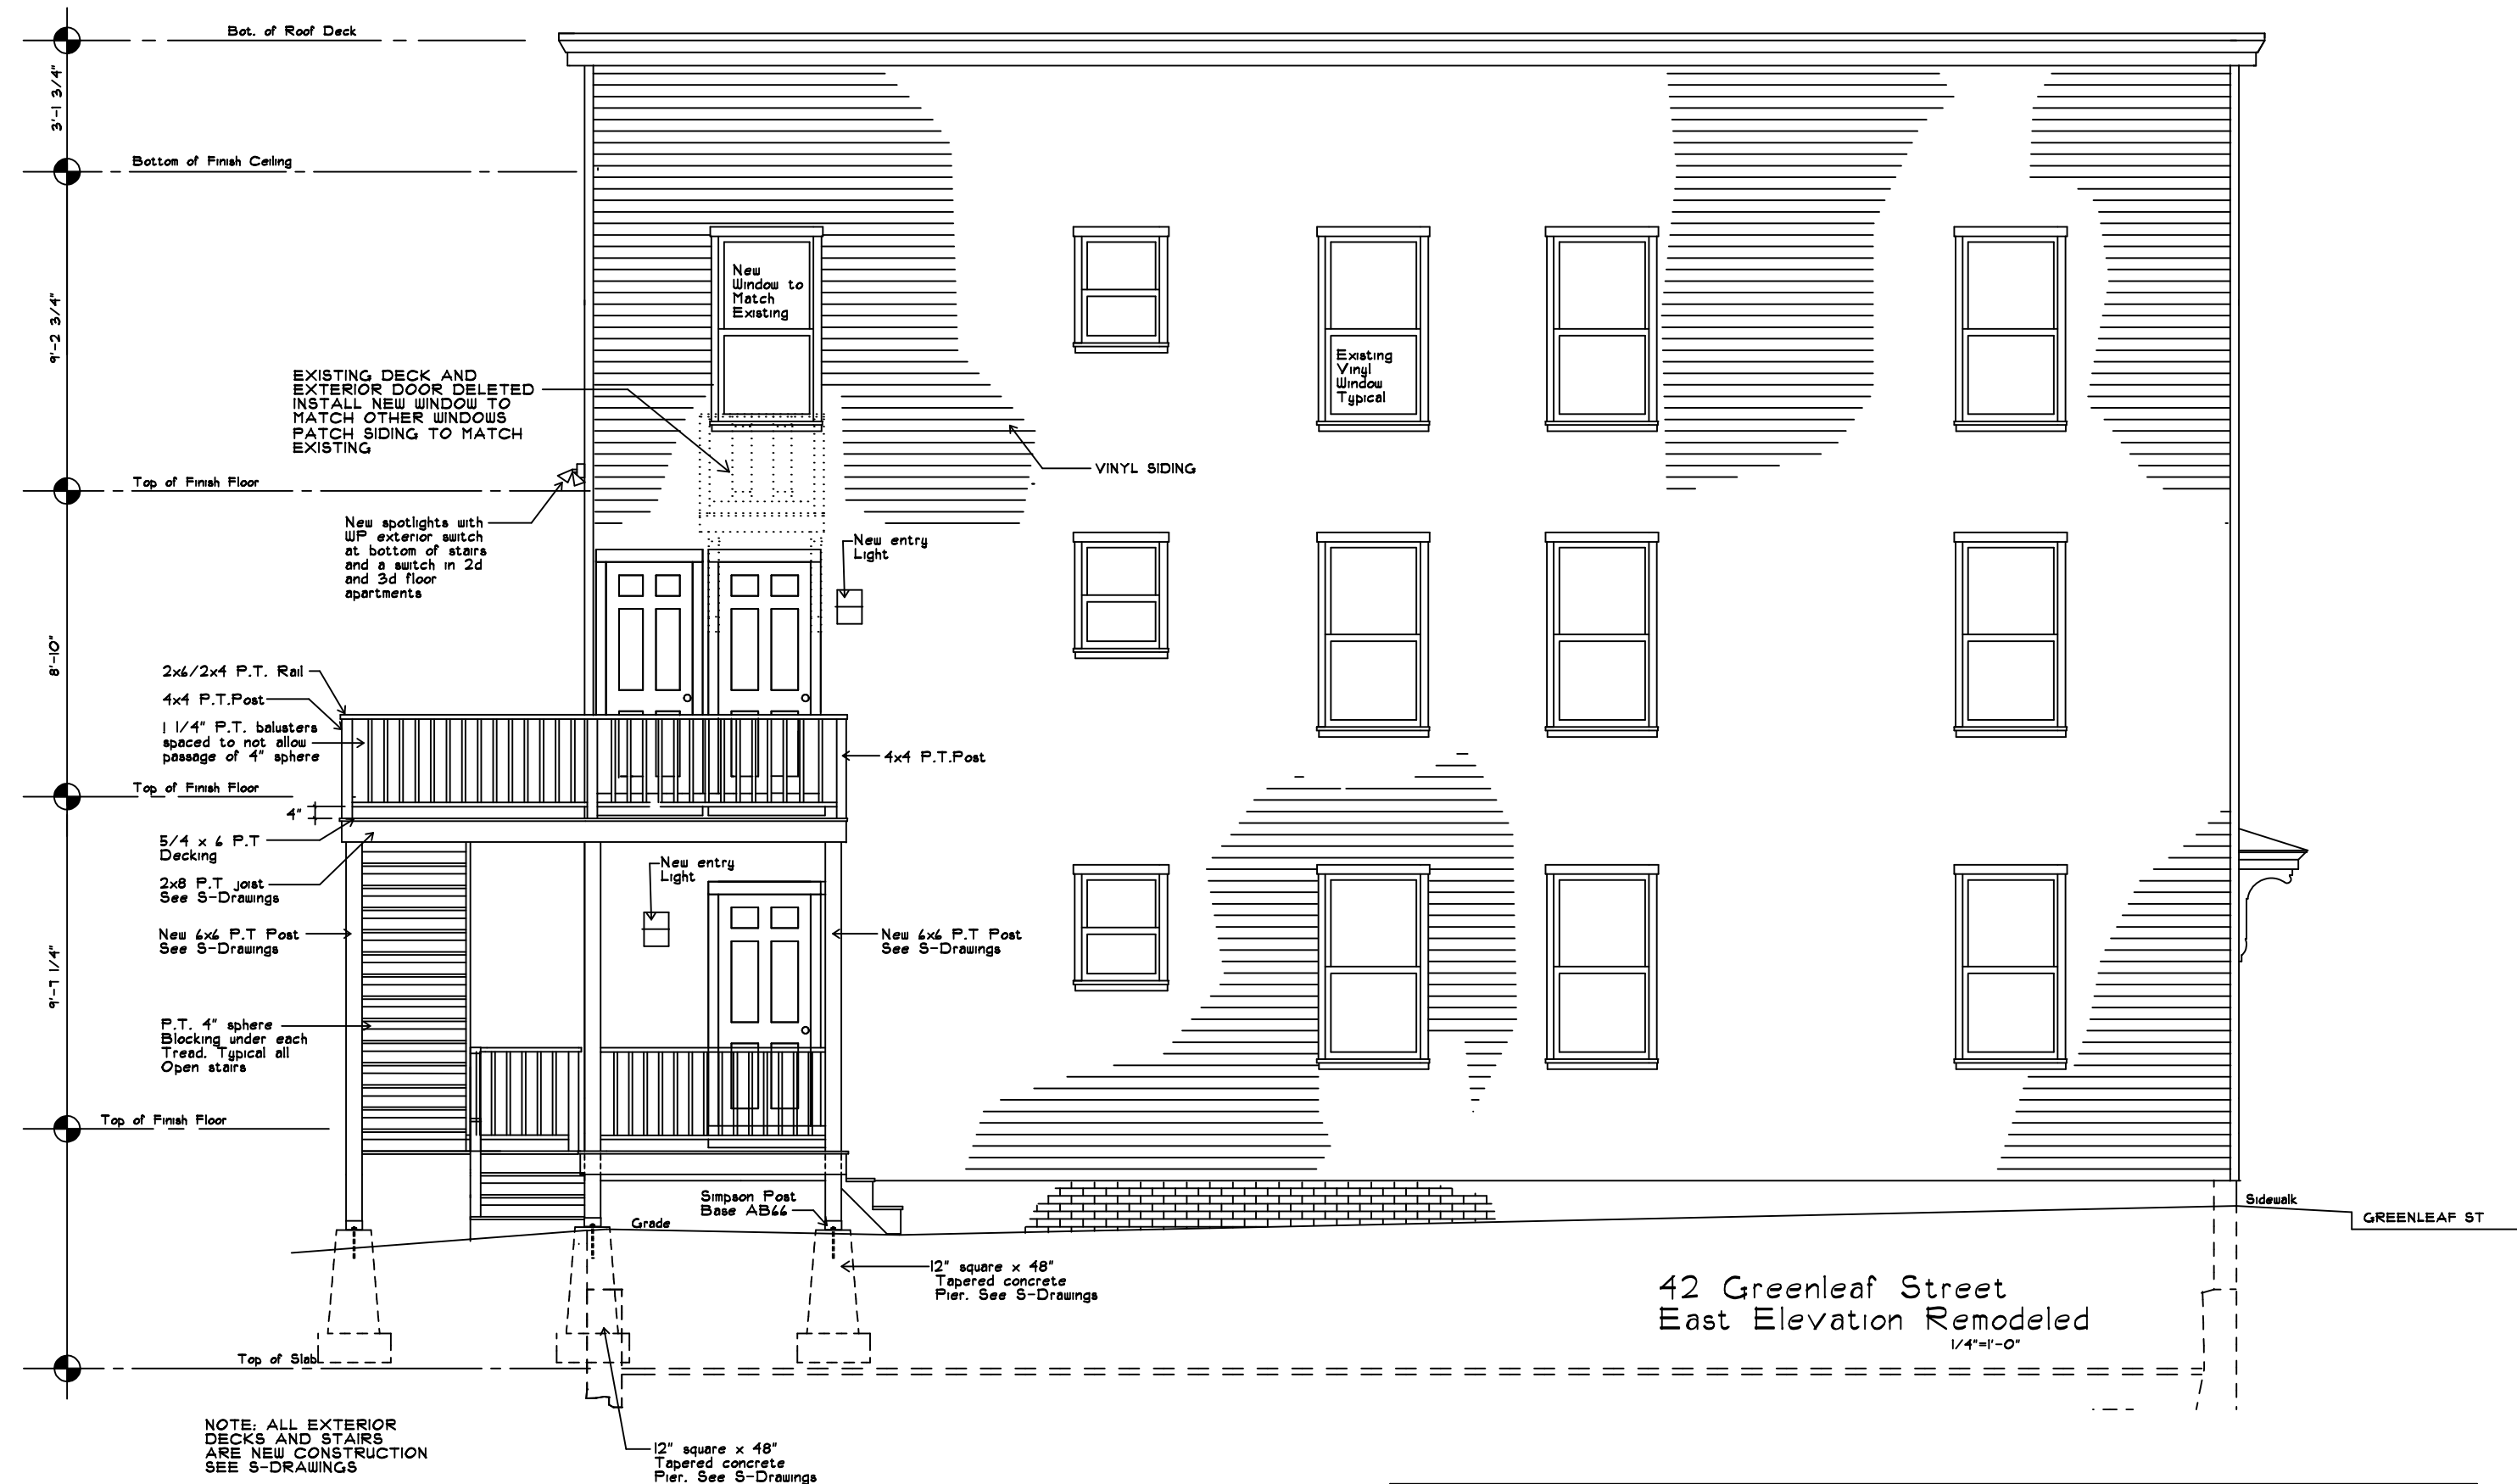 Bot. of Roof Deck
3'-1 3/4"
Bottom of Finish Ceiling
9'-2 3/4"
New
Window to
Match
Existing
Existing
Vinyl
Window
Typical
EXISTING DECK AND
EXTERIOR DOOR DELETED
INSTALL NEW WINDOW TO
MATCH OTHER WINDOWS
PATCH SIDING TO MATCH
EXISTING
VINYL SIDING
Top of Finish Floor
New spotlights with
WP exterior switch
at bottom of stairs
and a switch in 2d
and 3d floor
apartments
New entry
Light
8'-10"
2x6/2x4 P.T. Rail
4x4 P.T.Post
1 1/4" P.T. balusters
spaced to not allow
passage of 4" sphere
4x4 P.T.Post
Top of Finish Floor
4"
5/4 x 6 P.T
Decking
2x8 P.T joist
See S-Drawings
New entry
Light
New 6x6 P.T Post
See S-Drawings
New 6x6 P.T Post
See S-Drawings
9'-7 1/4"
P.T. 4" sphere
Blocking under each
Tread. Typical all
Open stairs
Top of Finish Floor
Simpson Post
Base AB66
Grade
Sidewalk
GREENLEAF ST
12" square x 48"
Tapered concrete
Pier. See S-Drawings
42 Greenleaf Street
East Elevation Remodeled
1/4"=1'-0"
Top of Slab
NOTE: ALL EXTERIOR
DECKS AND STAIRS
ARE NEW CONSTRUCTION
SEE S-DRAWINGS
12" square x 48"
Tapered concrete
Pier. See S-Drawings